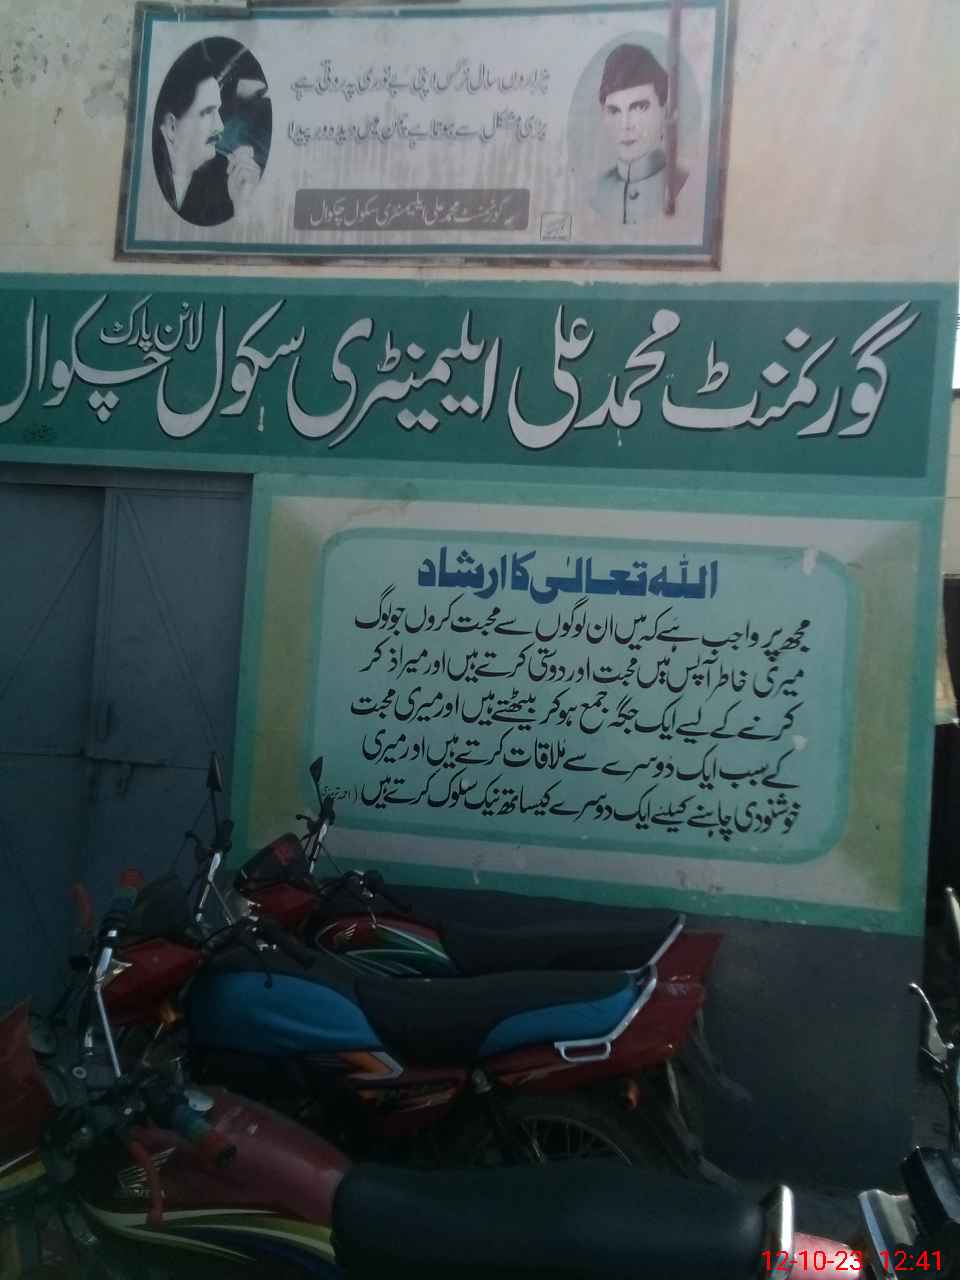 ہزاروں سال نرگس اپنی بے نوری پہ روتی ہے
بڑی مشکل سے ہوتا ہے چمن میں دیدہ ور پیدا
گورنمنٹ محمد علی ایلیمنٹری سکول چکوال
گورنمنٹ محمد علی ایلیمنٹری سکول لائن پارک چکوال
اللہ تعالیٰ کا ارشاد
مجھ پر واجب ہے کہ میں ان لوگوں سے محبت کروں جو لوگ
میری خاطر آپس میں محبت اور دوستی کرتے ہیں اور میرا ذکر
کرنے کے لیے ایک جگہ جمع ہو کر بیٹھتے ہیں اور میری محبت
کے سبب ایک دوسرے سے ملاقات کرتے ہیں اور میری
خوشنودی چاہنے کیلئے ایک دوسرے کیساتھ نیک سلوک کرتے ہیں
HONDA
12-10-23 12:41